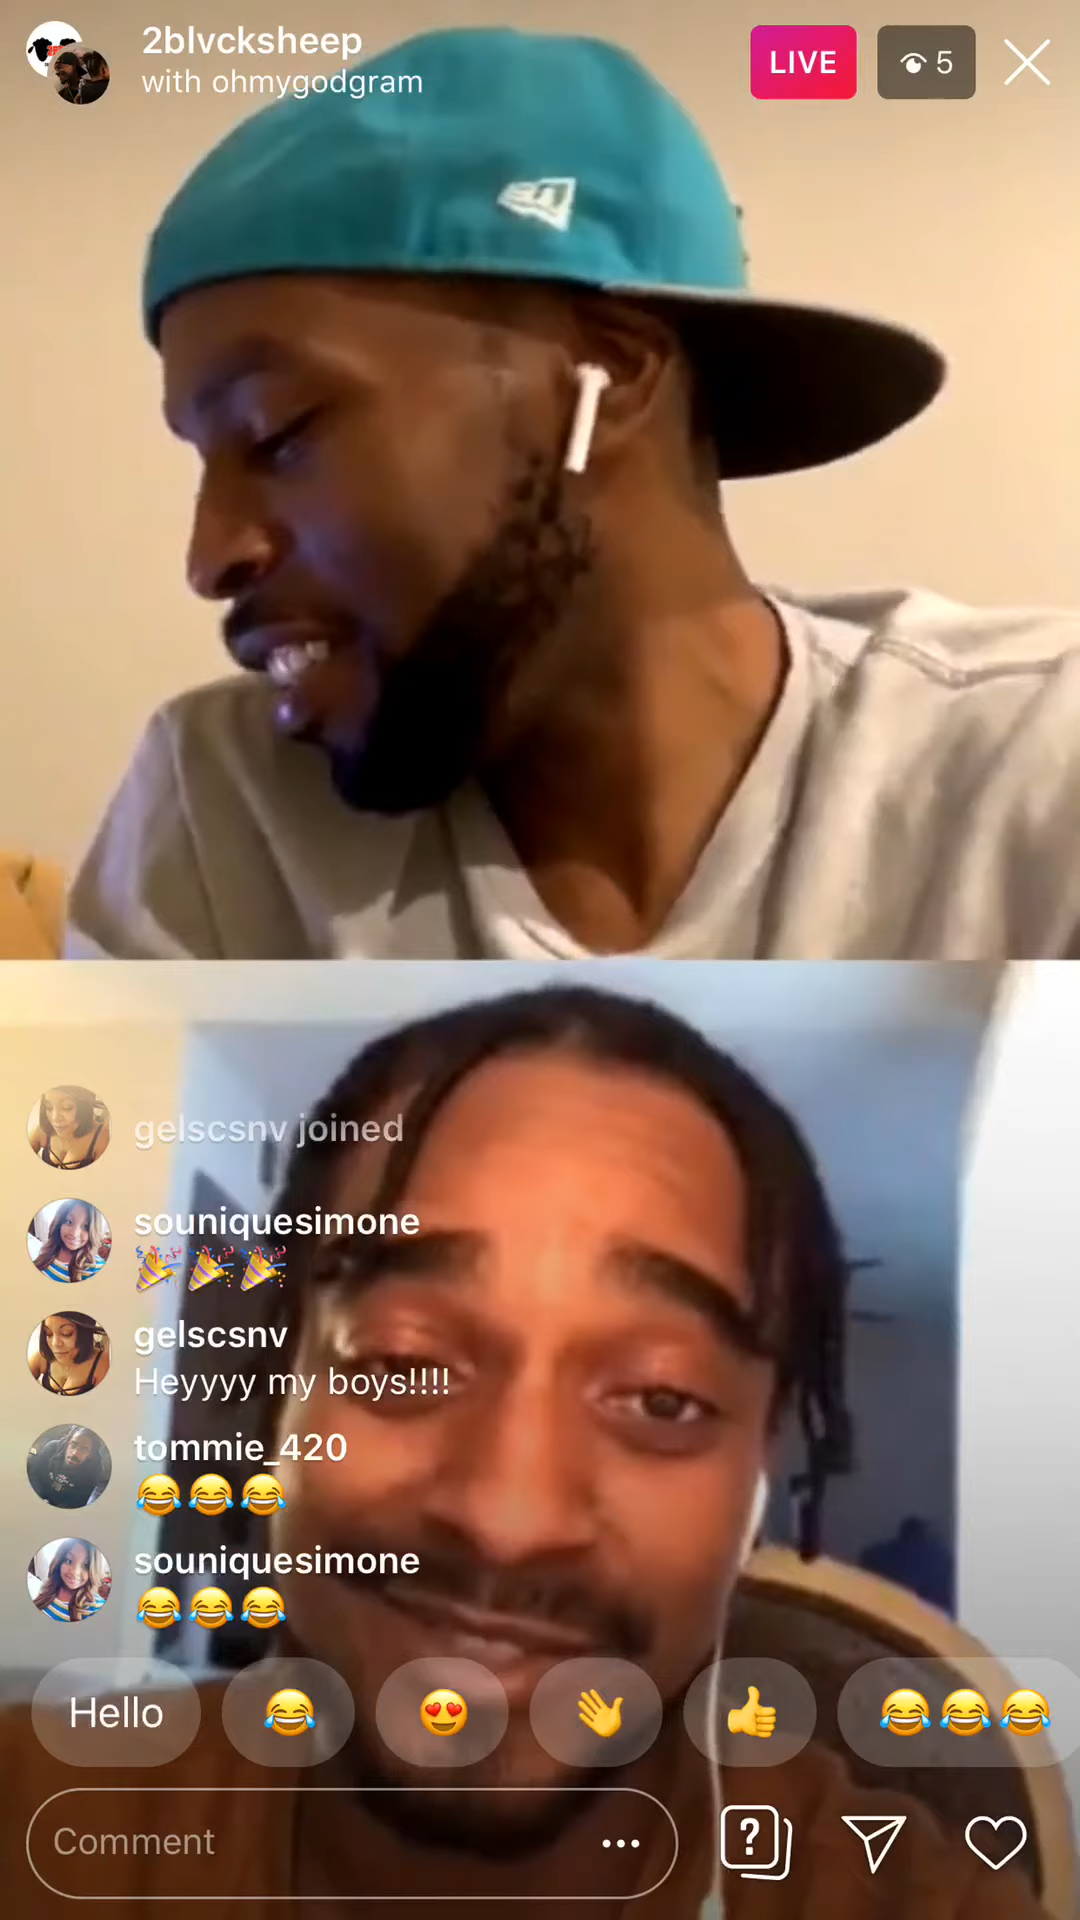 2blvcksheep
with ohmygodgram
LIVE
5
gelscsnv joined
souniquesimone
🎉🎉🎉
gelscsnv
Heyyyy my boys!!!!
tommie_420
😂😂😂
souniquesimone
😂😂😂
Hello 😂 😍 👋 👍 😂😂😂
Comment
?